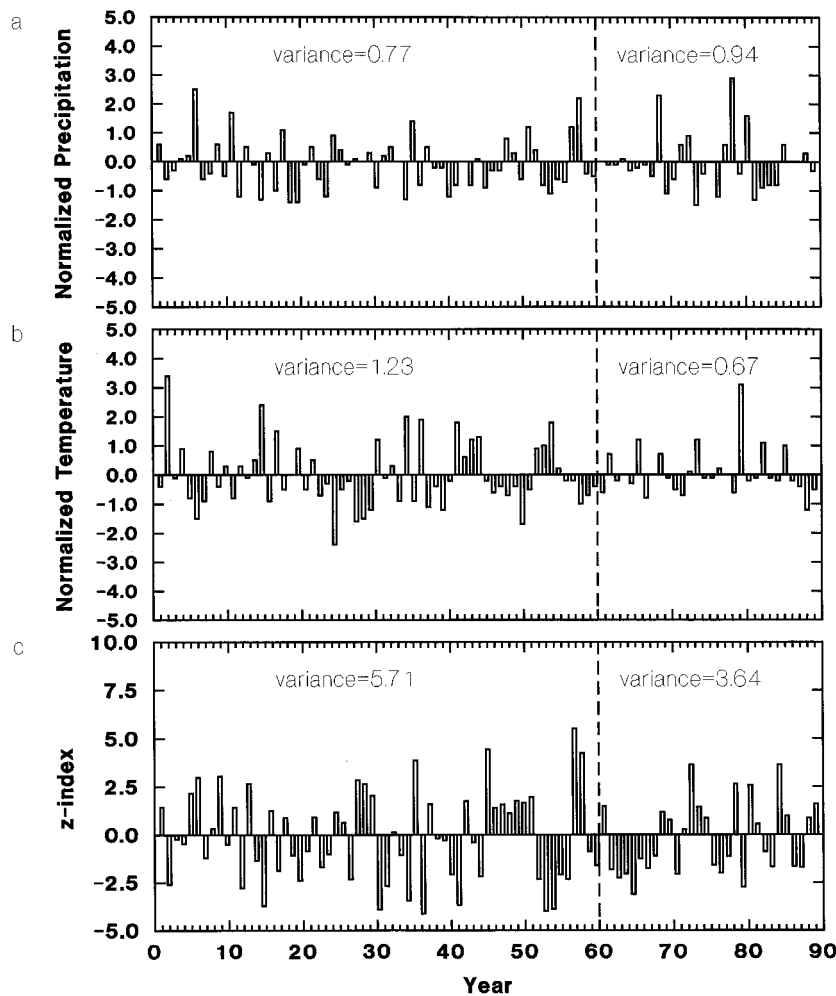 a
Normalized Precipitation
5.0
4.0
3.0
2.0
1.0
0.0
-1.0
-2.0
-3.0
-4.0
-5.0
variance=0.77
variance=0.94
b
Normalized Temperature
5.0
4.0
3.0
2.0
1.0
0.0
-1.0
-2.0
-3.0
-4.0
-5.0
variance=1.23
variance=0.67
c
z-index
10.0
7.5
5.0
2.5
0.0
-2.5
-5.0
variance=5.71
variance=3.64
0 10 20 30 40 50 60 70 80 90
Year